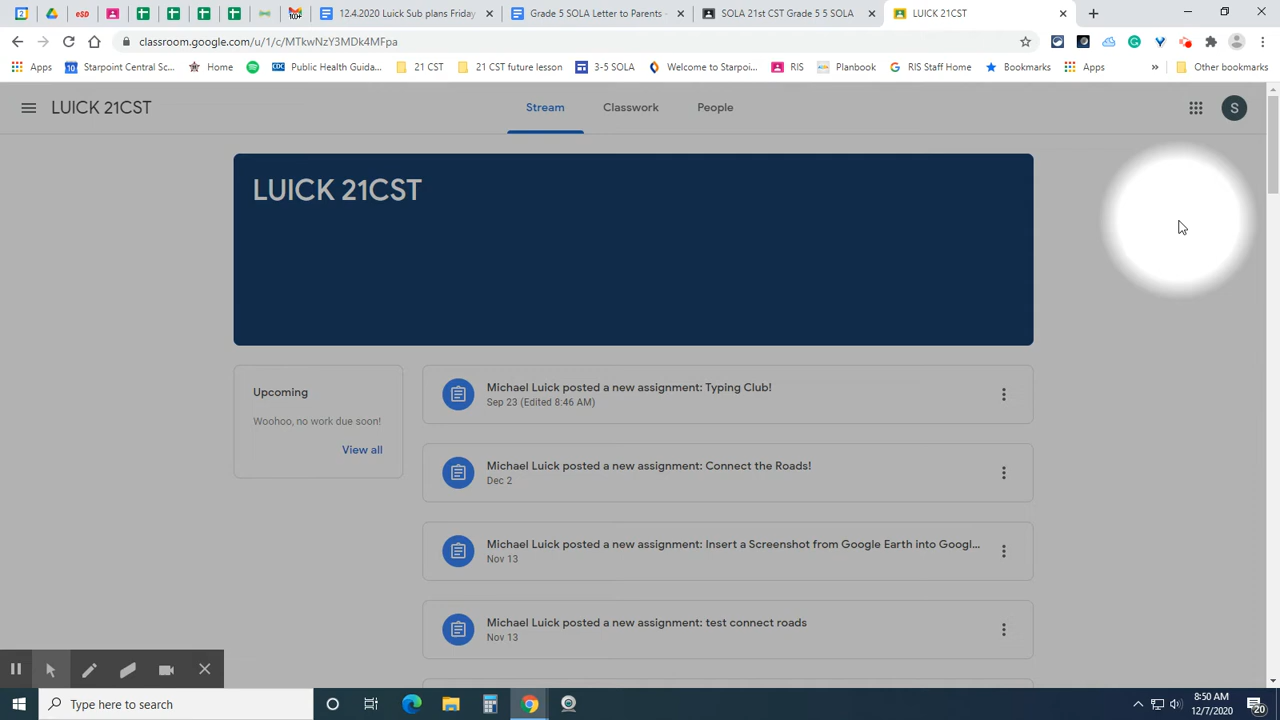 12.4.2020 Luick Sub plans Friday
Grade 5 SOLA Letter to Parents -
SOLA 21st CST Grade 5 5 SOLA
LUICK 21CST
classroom.google.com/u/1/c/MTkwNzY3MDk4MFpa
Apps
Starpoint Central Sc...
Home
Public Health Guida...
21 CST
21 CST future lesson
3-5 SOLA
Welcome to Starpoi...
RIS
Planbook
RIS Staff Home
Bookmarks
Apps
»
Other bookmarks
LUICK 21CST
Stream
Classwork
People
S
LUICK 21CST
Upcoming
Woohoo, no work due soon!
View all
Michael Luick posted a new assignment: Typing Club!
Sep 23 (Edited 8:46 AM)
Michael Luick posted a new assignment: Connect the Roads!
Dec 2
Michael Luick posted a new assignment: Insert a Screenshot from Google Earth into Googl...
Nov 13
Michael Luick posted a new assignment: test connect roads
Nov 13
Type here to search
8:50 AM
12/7/2020
20